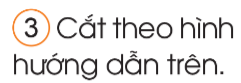 3 Cắt theo hình
hướng dẫn trên.